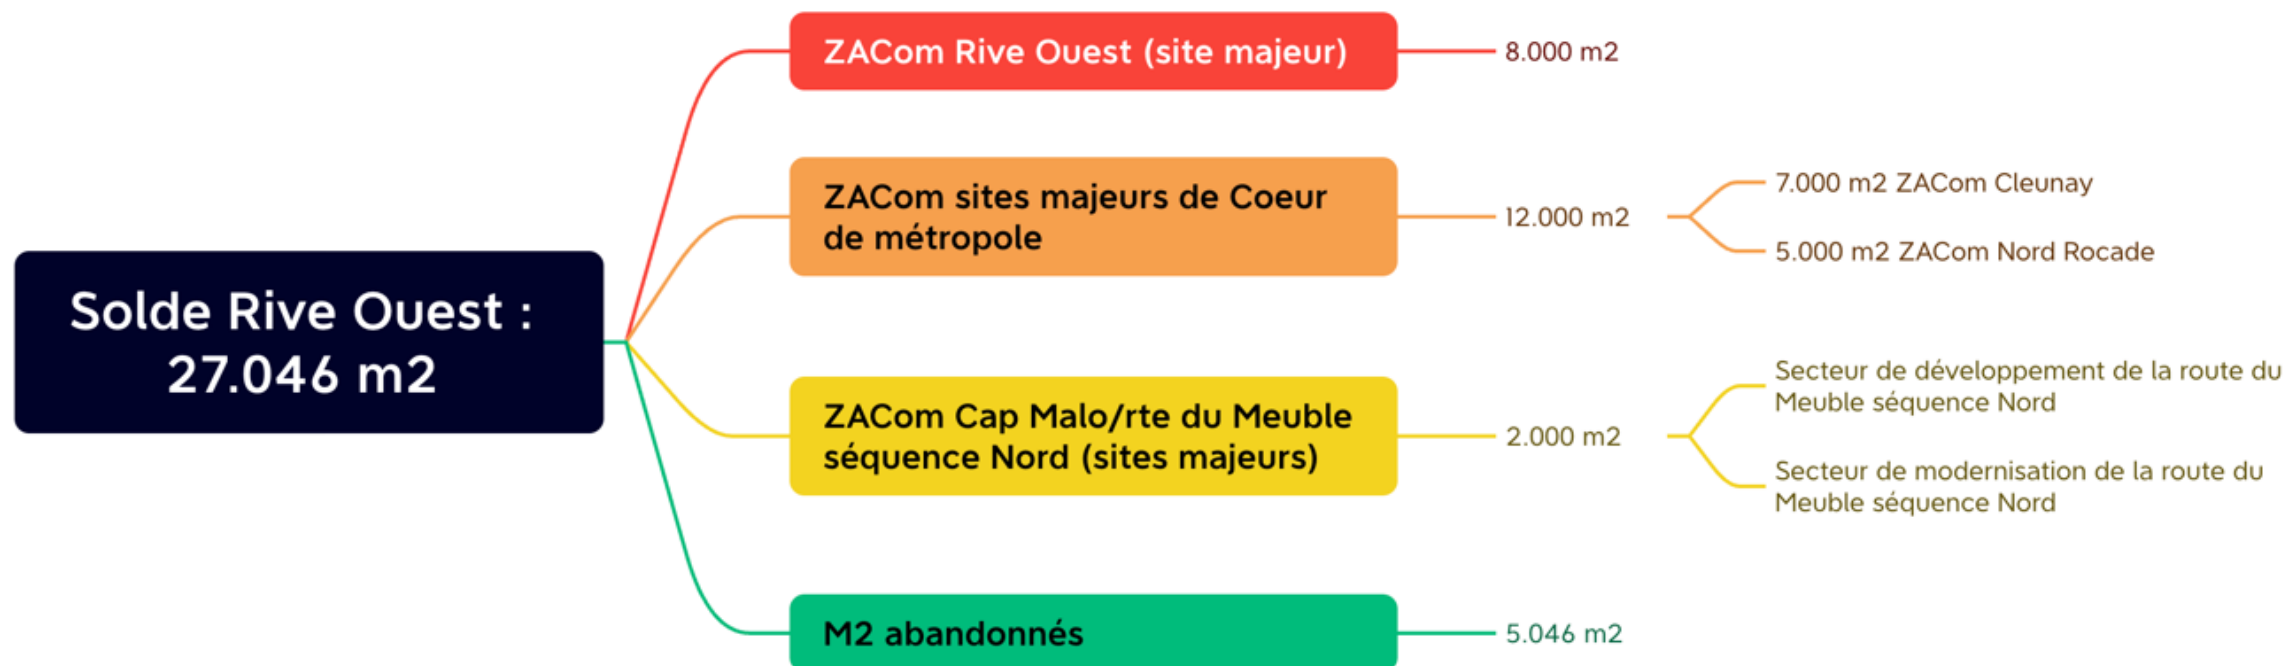 Solde Rive Ouest :
27.046 m2
ZACom Rive Ouest (site majeur)
8.000 m2
ZACom sites majeurs de Coeur
de métropole
12.000 m2
7.000 m2 ZACom Cleunay
5.000 m2 ZACom Nord Rocade
ZACom Cap Malo/rte du Meuble
séquence Nord (sites majeurs)
2.000 m2
Secteur de développement de la route du
Meuble séquence Nord
Secteur de modernisation de la route du
Meuble séquence Nord
M2 abandonnés
5.046 m2